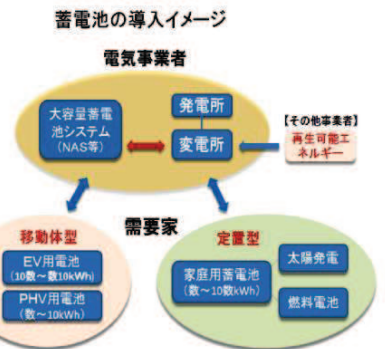 蓄電池の導入イメージ
電気事業者
大容量蓄電
池システム
(NAS等)
発電所
変電所
【その他事業者】
再生可能エ
ネルギー
需要家
移動体型
EV用電池
(10数～数10kWh)
PHV用電池
(数～10kWh)
定置型
家庭用蓄電池
(数～10数kWh)
太陽発電
燃料電池